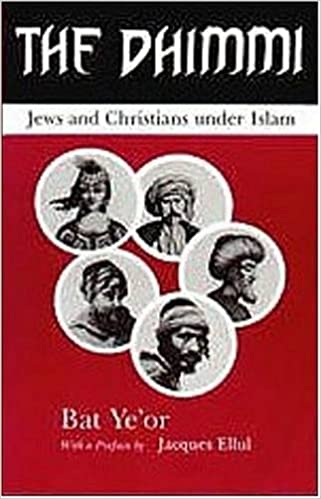 THE DHIMMI
Jews and Christians under Islam
Bat Ye'or
With a Preface by Jacques Ellul